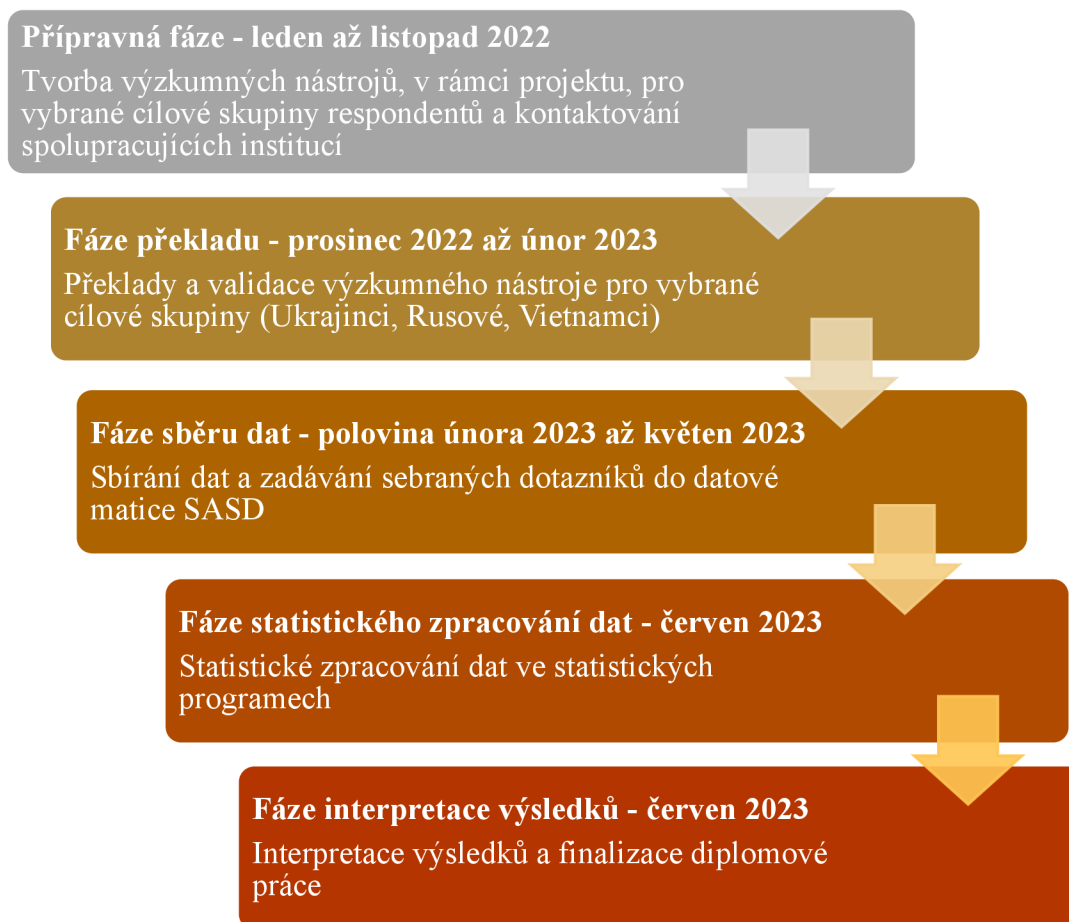 Přípravná fáze - leden až listopad 2022
Tvorba výzkumných nástrojů, v rámci projektu, pro
vybrané cílové skupiny respondentů a kontaktování
spolupracujících institucí
Fáze překladu - prosinec 2022 až únor 2023
Překlady a validace výzkumného nástroje pro vybrané
cílové skupiny (Ukrajinci, Rusové, Vietnamci)
Fáze sběru dat - polovina února 2023 až květen 2023
Sbírání dat a zadávání sebraných dotazníků do datové
matice SASD
Fáze statistického zpracování dat - červen 2023
Statistické zpracování dat ve statistických
programech
Fáze interpretace výsledků - červen 2023
Interpretace výsledků a finalizace diplomové
práce